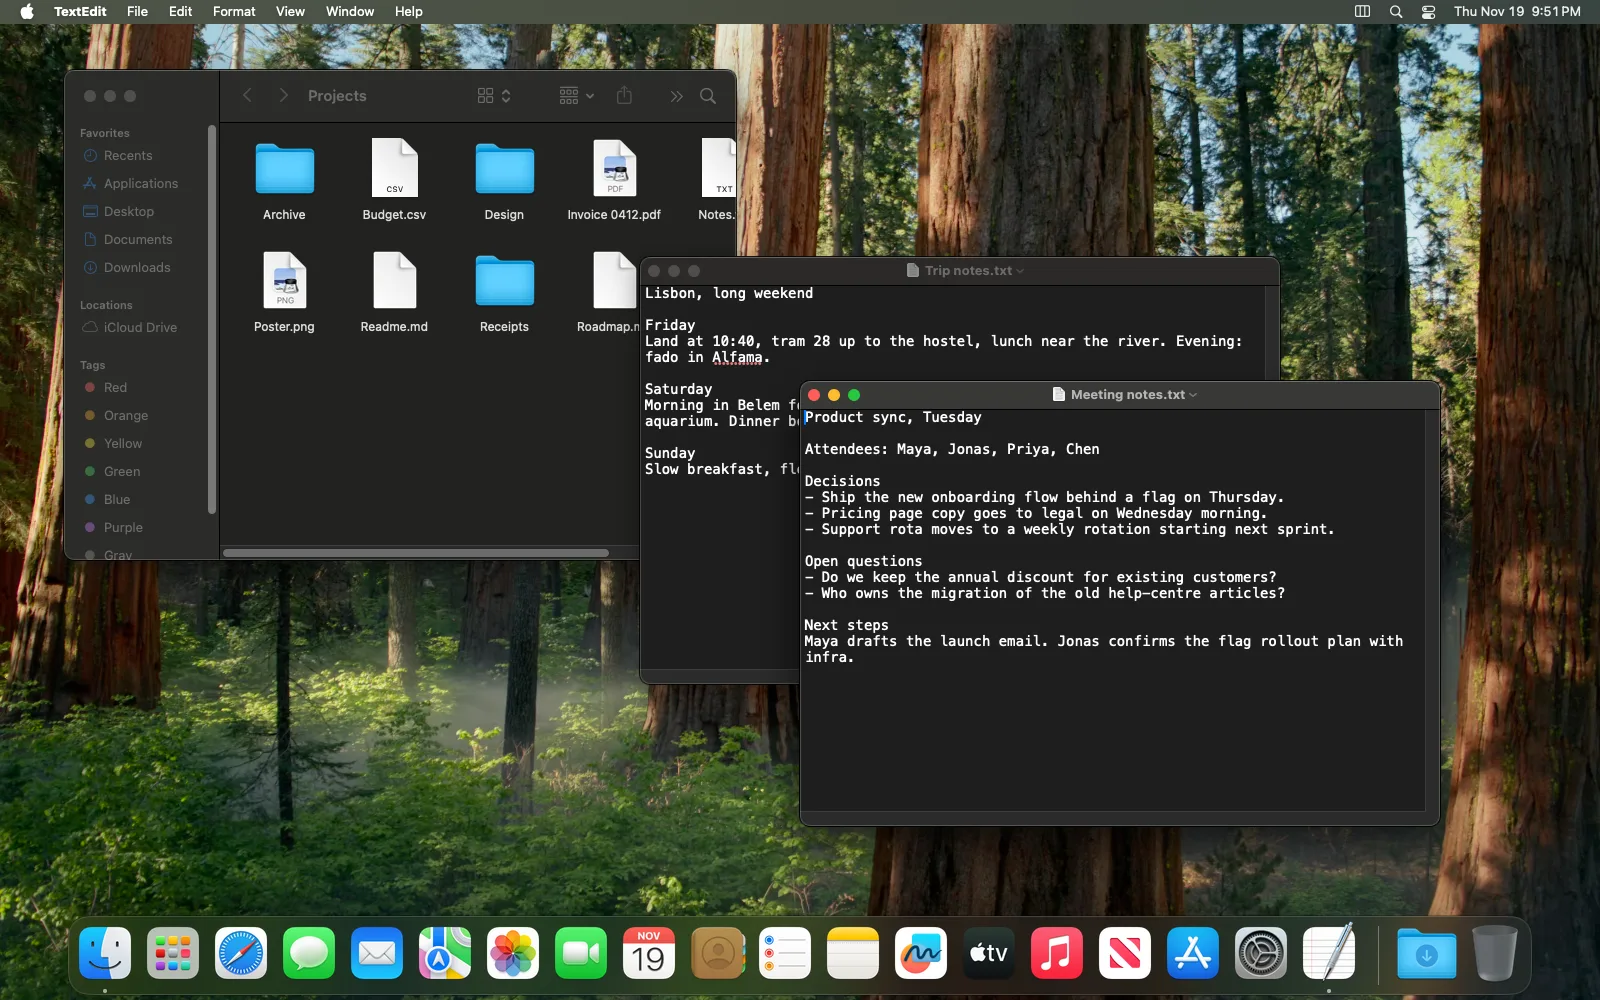 TextEdit File Edit Format View Window Help Thu Nov 19 9:51 PM
Projects
Favorites
Recents
Applications
Desktop
Documents
Downloads
Locations
iCloud Drive
Tags
Red
Orange
Yellow
Green
Blue
Purple
Gray
CSV PDF TXT
Archive Budget.csv Design Invoice 0412.pdf Notes.
PNG
Poster.png Readme.md Receipts Roadmap.m
Trip notes.txt
Lisbon, long weekend
Friday
Land at 10:40, tram 28 up to the hostel, lunch near the river. Evening:
fado in Alfama.
Saturday
Morning in Belem
aquarium. Dinner
Sunday
Slow breakfast,
Meeting notes.txt
Product sync, Tuesday
Attendees: Maya, Jonas, Priya, Chen
Decisions
- Ship the new onboarding flow behind a flag on Thursday.
- Pricing page copy goes to legal on Wednesday morning.
- Support rota moves to a weekly rotation starting next sprint.
Open questions
- Do we keep the annual discount for existing customers?
- Who owns the migration of the old help-centre articles?
Next steps
Maya drafts the launch email. Jonas confirms the flag rollout plan with
infra.
NOV
19
tv